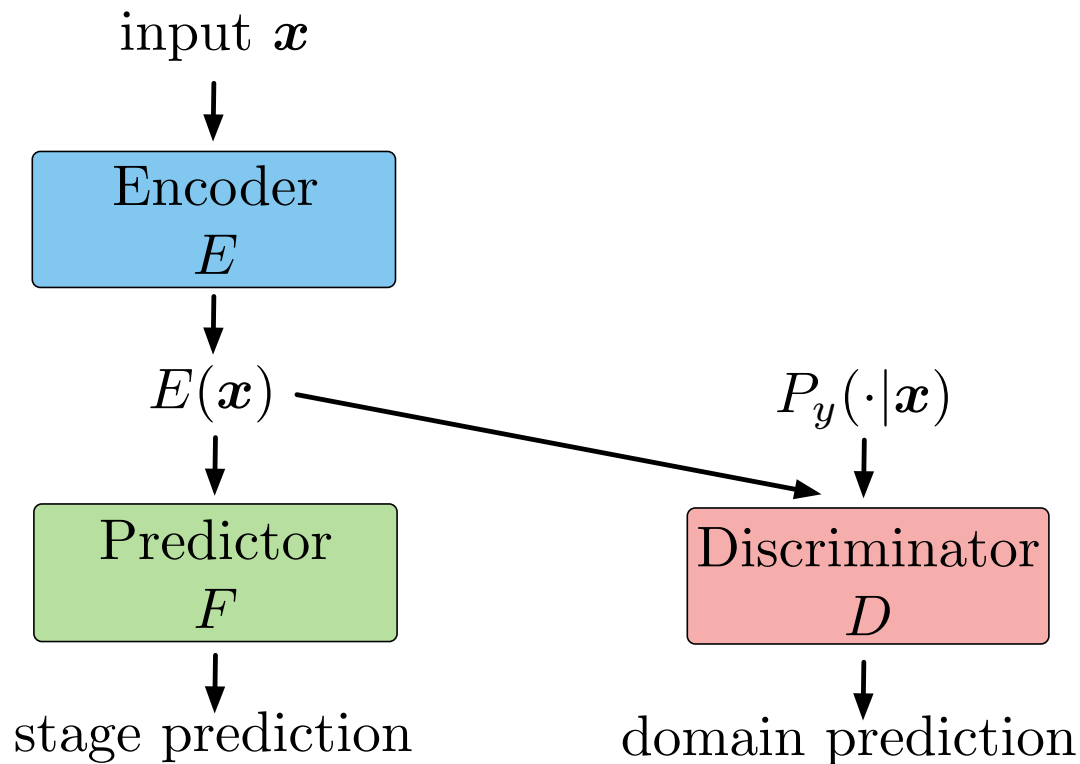 input x
Encoder
E
E(x)
P_y(·|x)
Predictor
F
Discriminator
D
stage prediction
domain prediction